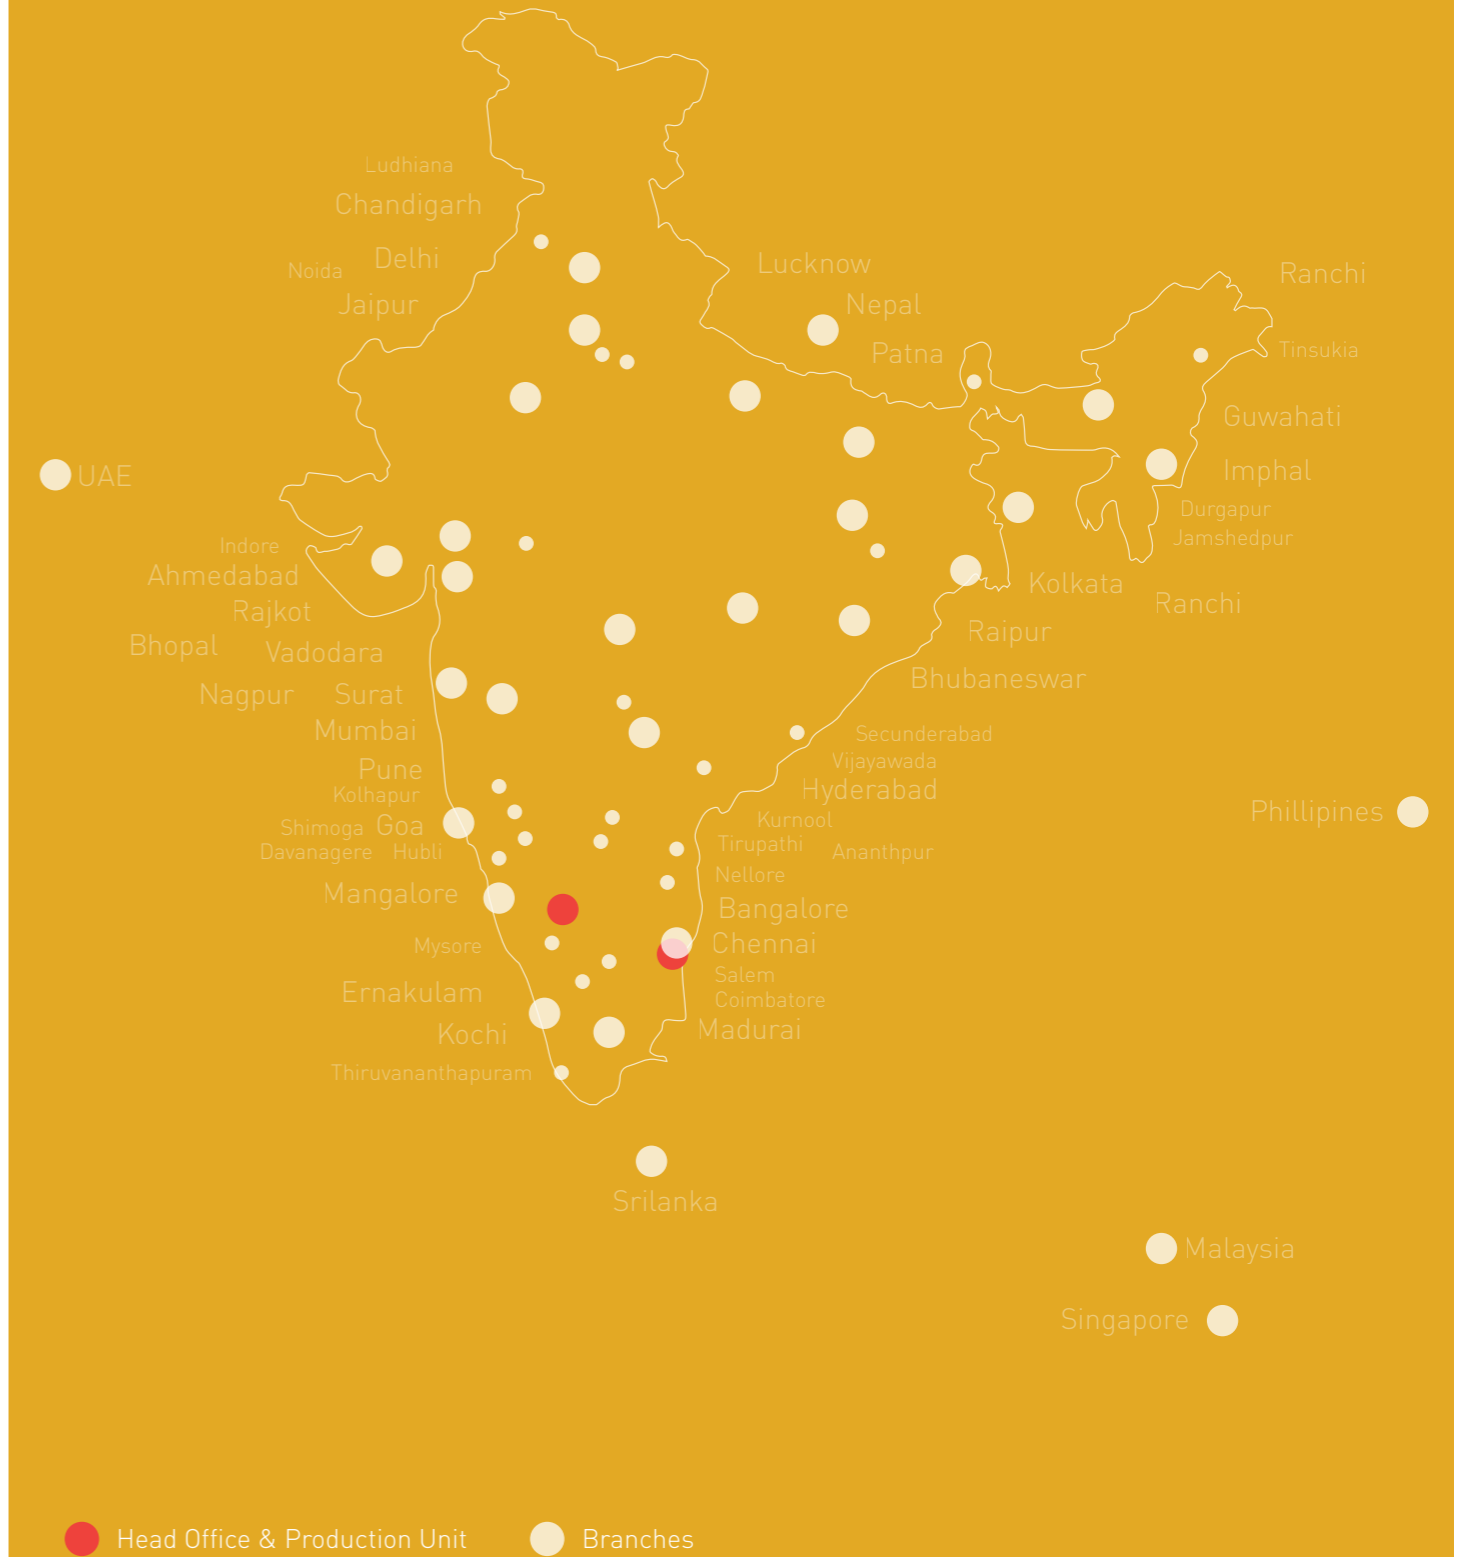 Ludhiana
Chandigarh
Delhi
Noida
Jaipur
Lucknow
Nepal
Patna
Ranchi
Tinsukia
Guwahati
Imphal
Durgapur
Jamshedpur
UAE
Indore
Ahmedabad
Rajkot
Bhopal
Vadodara
Nagpur
Surat
Mumbai
Pune
Kolhapur
Shimoga
Goa
Davanagere
Hubli
Mangalore
Mysore
Ernakulam
Kochi
Thiruvananthapuram
Kolkata
Ranchi
Raipur
Bhubaneswar
Secunderabad
Vijayawada
Hyderabad
Kurnool
Tirupathi
Ananthpur
Nellore
Bangalore
Chennai
Salem
Coimbatore
Madurai
Phillipines
Srilanka
Malaysia
Singapore
Head Office & Production Unit
Branches